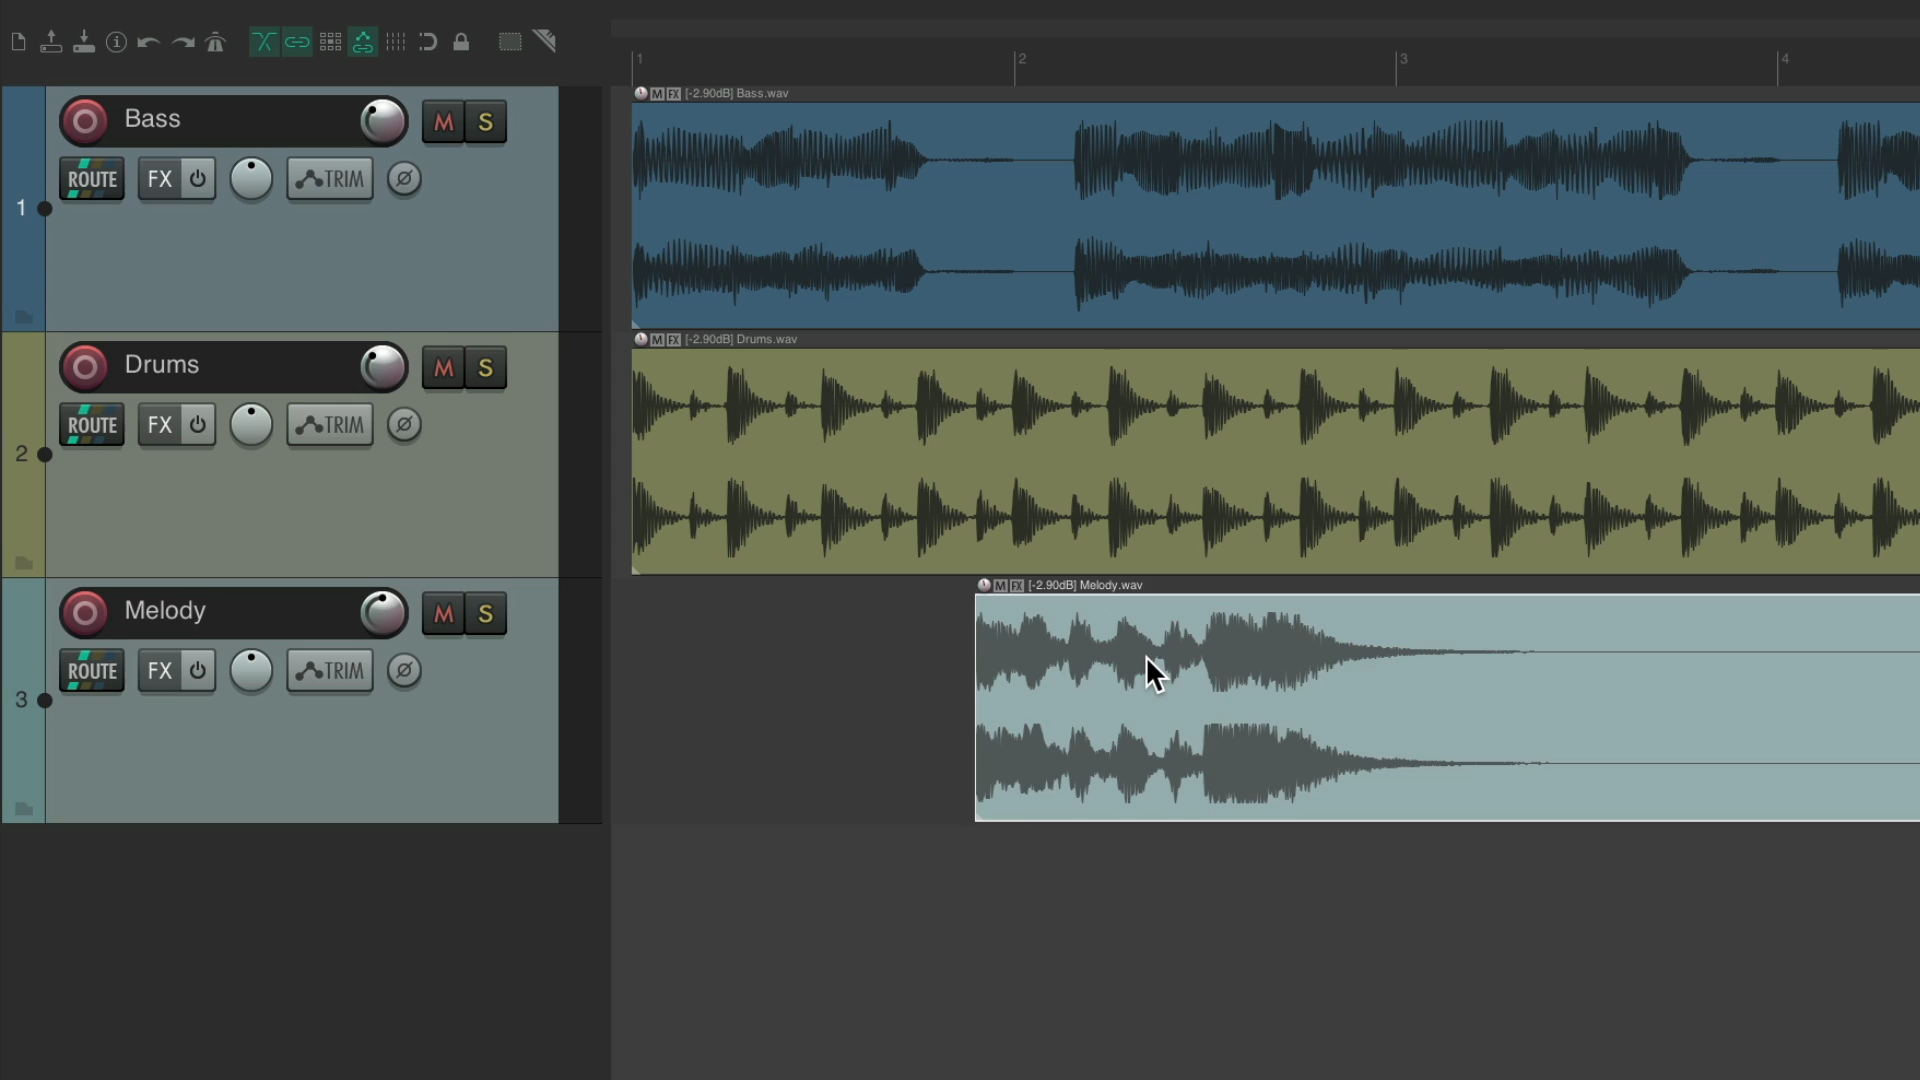 1
2
3
4
M FX [-2.90dB] Bass.wav
Bass
M S
ROUTE FX TRIM
1
M FX [-2.90dB] Drums.wav
Drums
M S
ROUTE FX TRIM
2
M FX [-2.90dB] Melody.wav
Melody
M S
ROUTE FX TRIM
3